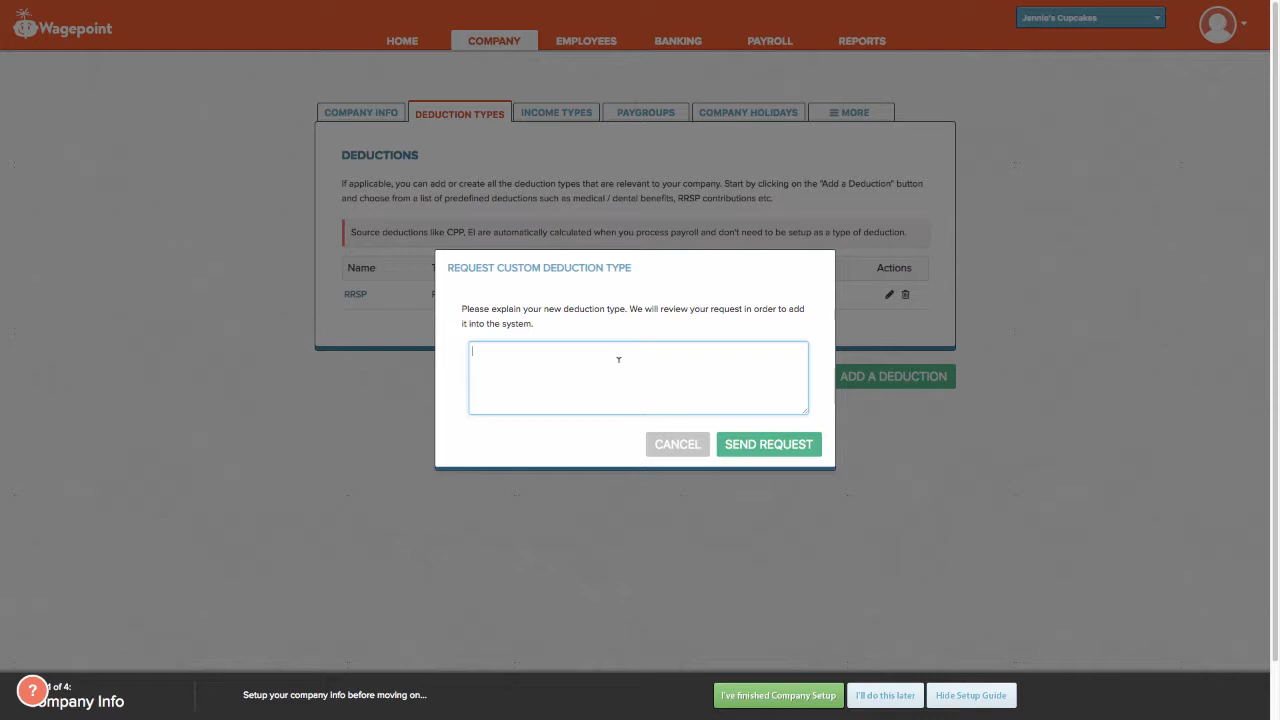 Wagepoint
Jennie's Cupcakes
HOME COMPANY EMPLOYEES BANKING PAYROLL REPORTS
COMPANY INFO DEDUCTION TYPES INCOME TYPES PAYGROUPS COMPANY HOLIDAYS MORE
DEDUCTIONS
If applicable, you can add or create all the deduction types that are relevant to your company. Start by clicking on the "Add a Deduction" button
and choose from a list of predefined deductions such as medical / dental benefits, RRSP contributions etc.
Source deductions like CPP, EI are automatically calculated when you process payroll and don't need to be setup as a type of deduction.
Name Actions
RRSP
REQUEST CUSTOM DEDUCTION TYPE
Please explain your new deduction type. We will review your request in order to add
it into the system.
ADD A DEDUCTION
CANCEL SEND REQUEST
? 1 of 4:
ompany Info
Setup your company info before moving on...
I've finished Company Setup I'll do this later Hide Setup Guide